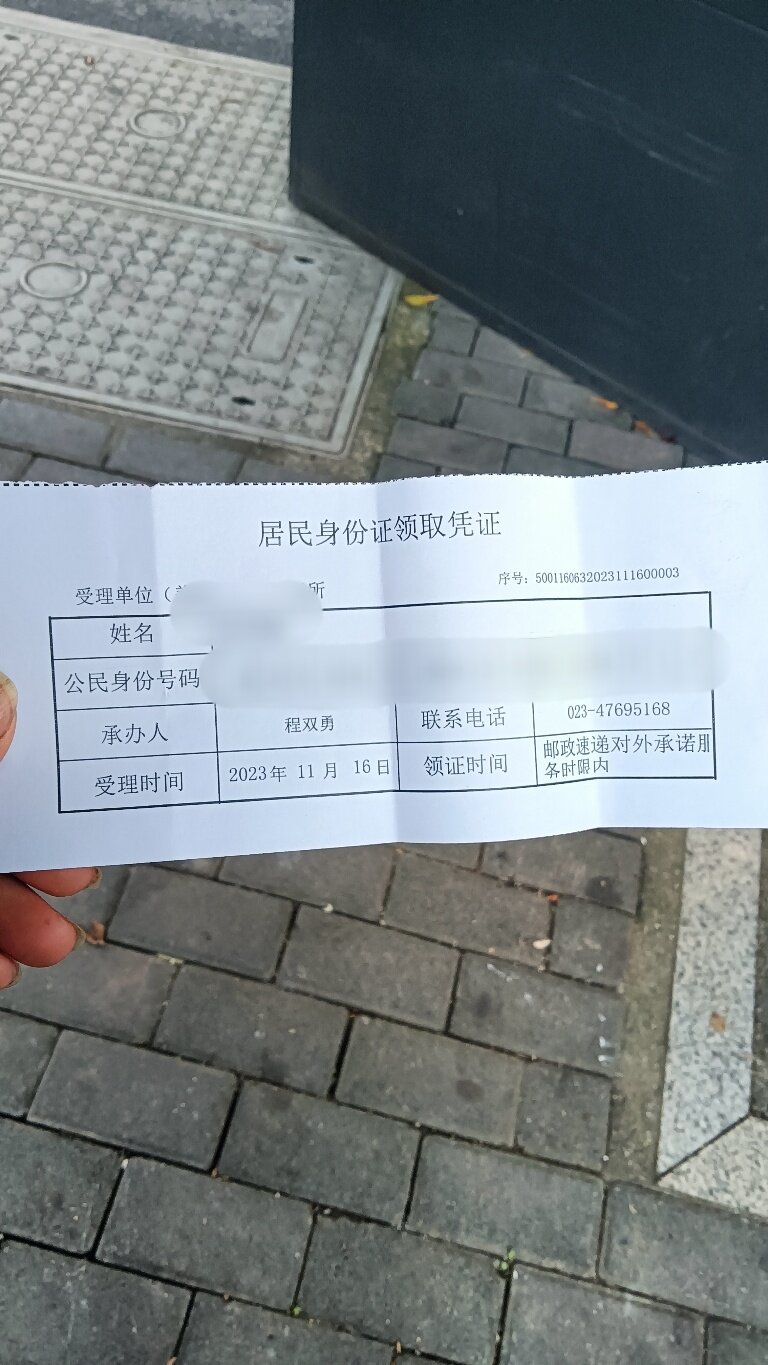 居民身份证领取凭证
序号：5001160632023111600003
受理单位（ 所
姓名
公民身份号码
承办人 程双勇 联系电话 023-47695168
受理时间 2023年 11月 16日 领证时间 邮政速递对外承诺服
务时限内